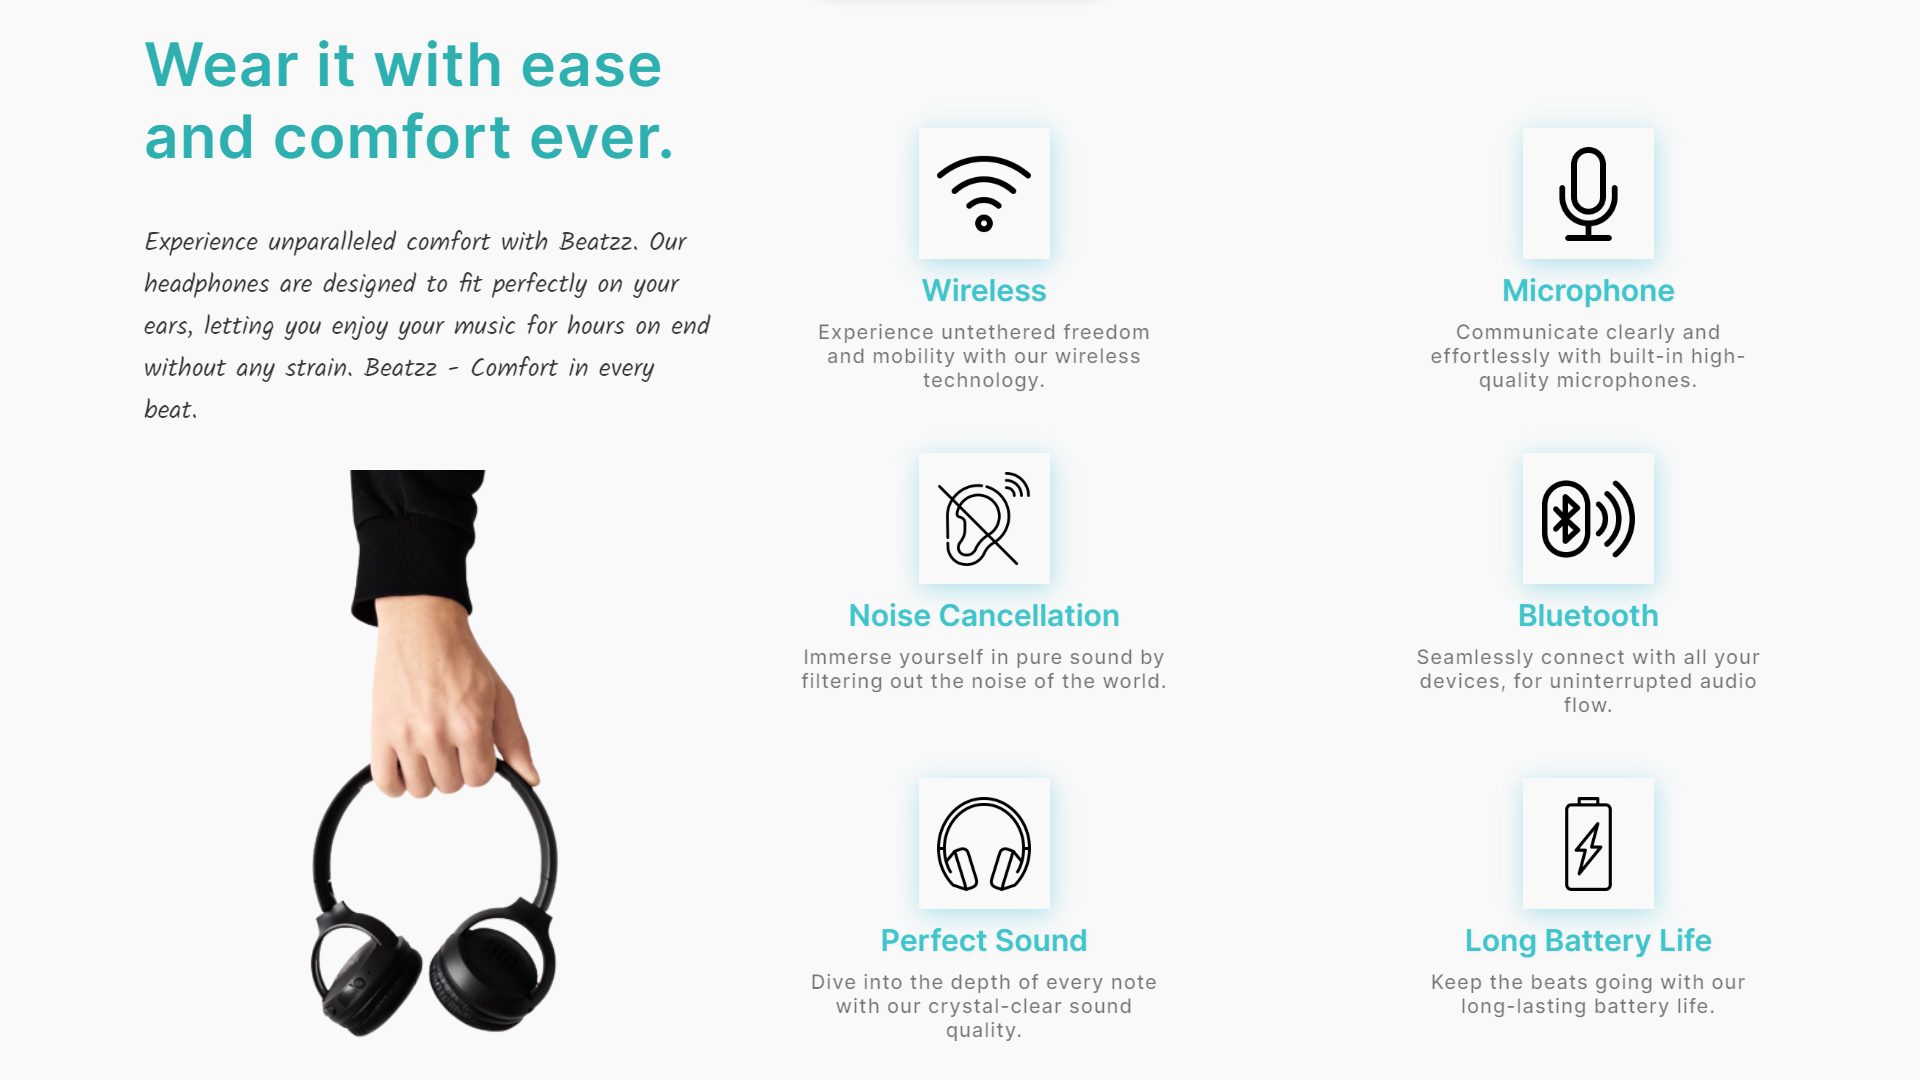 Wear it with ease
and comfort ever.
Experience unparalleled comfort with Beatzz. Our
headphones are designed to fit perfectly on your
ears, letting you enjoy your music for hours on end
without any strain. Beatzz - Comfort in every
beat.
Wireless
Experience untethered freedom
and mobility with our wireless
technology.
Microphone
Communicate clearly and
effortlessly with built-in high-
quality microphones.
Noise Cancellation
Immerse yourself in pure sound by
filtering out the noise of the world.
Bluetooth
Seamlessly connect with all your
devices, for uninterrupted audio
flow.
Perfect Sound
Dive into the depth of every note
with our crystal-clear sound
quality.
Long Battery Life
Keep the beats going with our
long-lasting battery life.